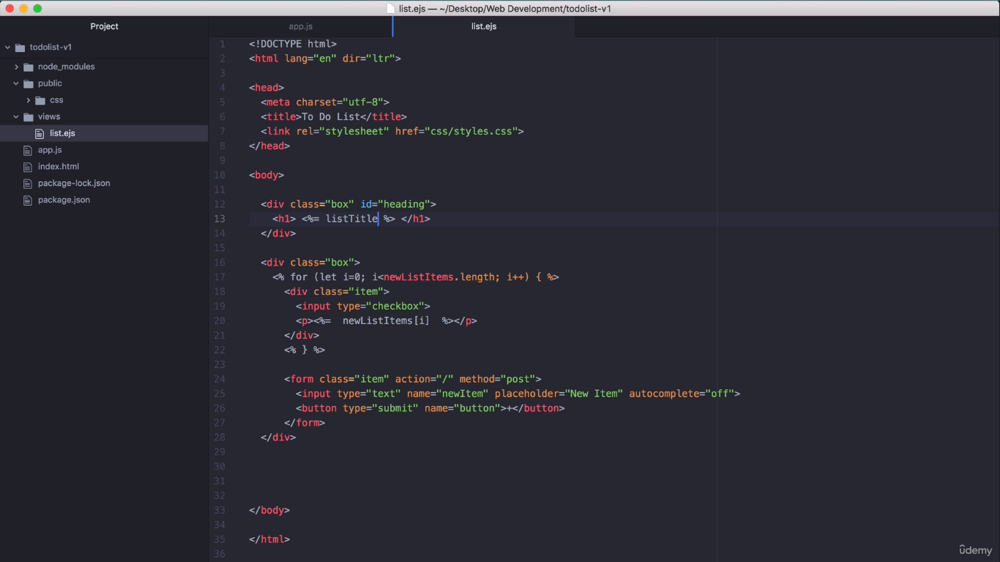 list.ejs — ~/Desktop/Web Development/todolist-v1
Project
app.js
list.ejs
todolist-v1
node_modules
public
css
views
list.ejs
app.js
index.html
package-lock.json
package.json
1 <!DOCTYPE html>
2 <html lang="en" dir="ltr">
3
4 <head>
5   <meta charset="utf-8">
6   <title>To Do List</title>
7   <link rel="stylesheet" href="css/styles.css">
8 </head>
9
10 <body>
11
12   <div class="box" id="heading">
13     <h1> <%= listTitle %> </h1>
14   </div>
15
16   <div class="box">
17     <% for (let i=0; i<newListItems.length; i++) { %>
18       <div class="item">
19         <input type="checkbox">
20         <p><%=  newListItems[i]  %></p>
21       </div>
22       <% } %>
23
24       <form class="item" action="/" method="post">
25         <input type="text" name="newItem" placeholder="New Item" autocomplete="off">
26         <button type="submit" name="button">+</button>
27       </form>
28   </div>
29
30
31
32
33 </body>
34
35 </html>
36
ûdemy